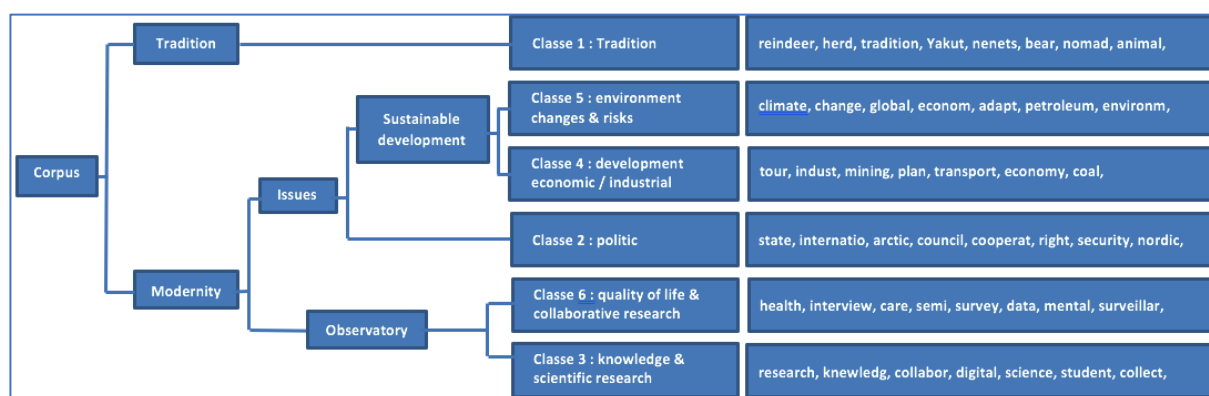 Tradition
Classe 1 : Tradition
reindeer, herd, tradition, Yakut, nenets, bear, nomad, animal,
Sustainable
development
Classe 5 : environment
changes & risks
climate, change, global, econom, adapt, petroleum, environm,
Corpus
Classe 4 : development
economic / industrial
tour, indust, mining, plan, transport, economy, coal,
Issues
Classe 2 : politic
state, internatio, arctic, council, cooperat, right, security, nordic,
Modernity
Classe 6 : quality of life &
collaborative research
health, interview, care, semi, survey, data, mental, surveillar,
Observatory
Classe 3 : knowledge &
scientific research
research, knewledg, collabor, digital, science, student, collect,